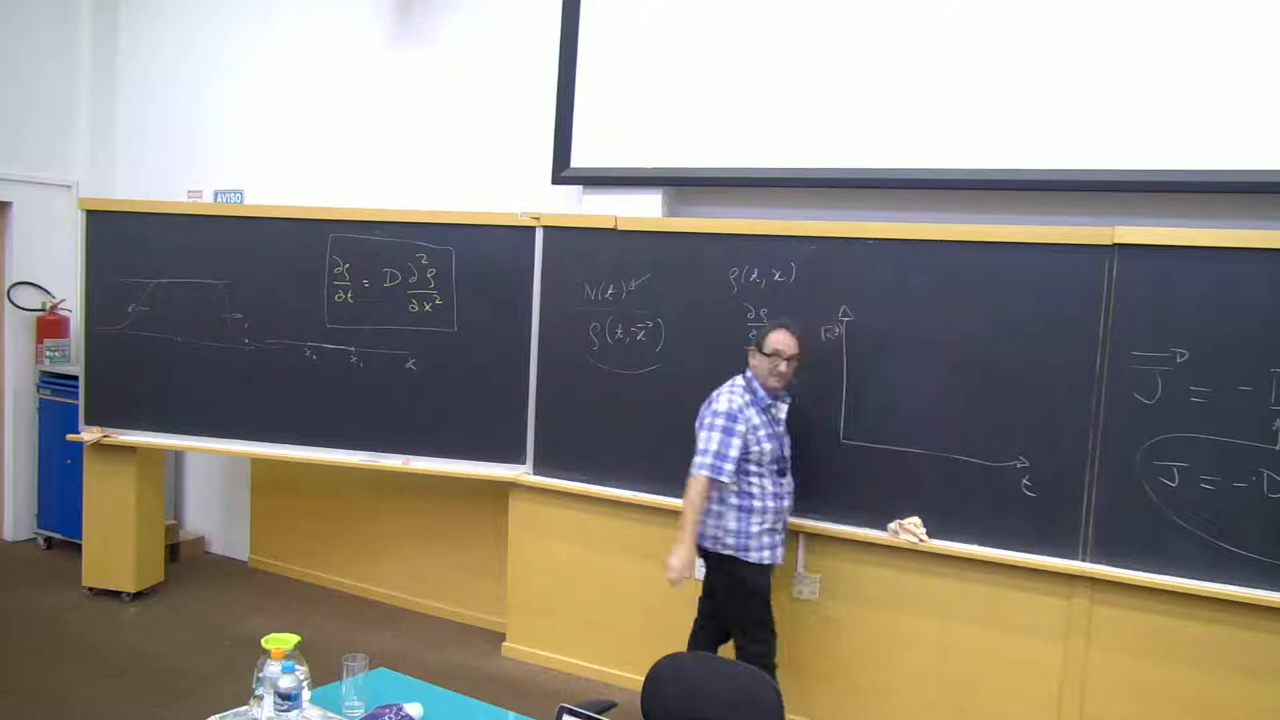 AVISO
∂ρ/∂t = D ∂²ρ/∂x²
x₀ x₁ x
N(t)
ρ(t, x⃗)
ρ(t, x)
∂ρ
t
J = -
J = - D